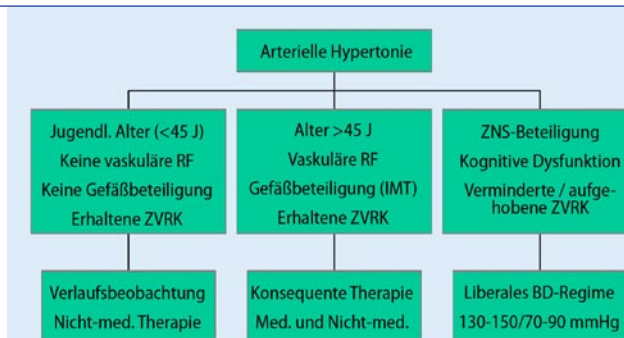 Arterielle Hypertonie
Jugendl. Alter (<45 J)
Keine vaskuläre RF
Keine Gefäßbeteiligung
Erhaltene ZVRK
Alter >45 J
Vaskuläre RF
Gefäßbeteiligung (IMT)
Erhaltene ZVRK
ZNS-Beteiligung
Kognitive Dysfunktion
Verminderte / aufge-
hobene ZVRK
Verlaufsbeobachtung
Nicht-med. Therapie
Konsequente Therapie
Med. und Nicht-med.
Liberales BD-Regime
130-150/70-90 mmHg